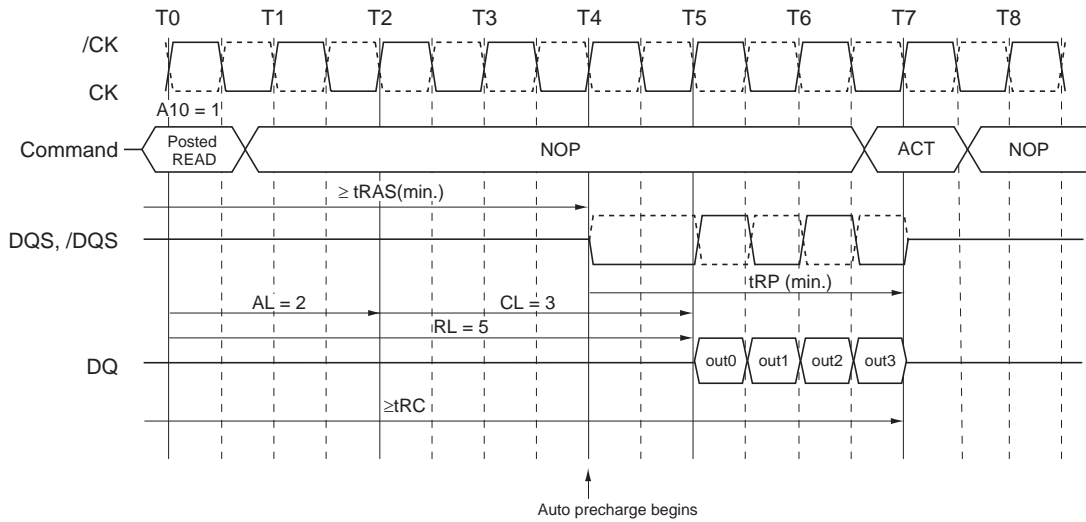 T0 T1 T2 T3 T4 T5 T6 T7 T8
/CK
CK
A10 = 1
Command
Posted
READ
NOP
ACT
NOP
≥ tRAS(min.)
DQS, /DQS
tRP (min.)
AL = 2
CL = 3
RL = 5
DQ
out0 out1 out2 out3
≥tRC
Auto precharge begins